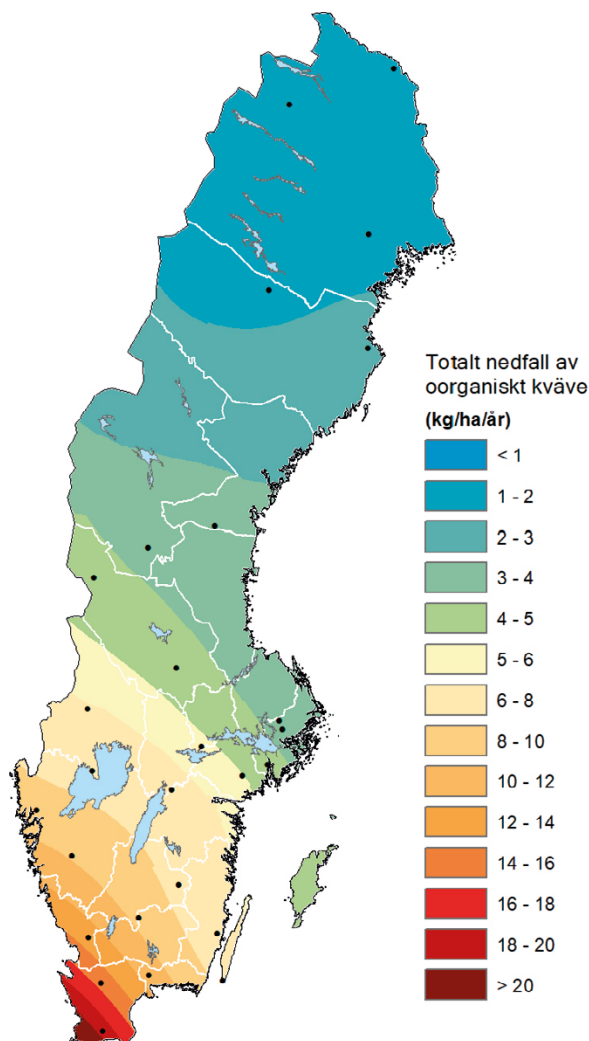 Totalt nedfall av
oorganiskt kväve
(kg/ha/år)
< 1
1 - 2
2 - 3
3 - 4
4 - 5
5 - 6
6 - 8
8 - 10
10 - 12
12 - 14
14 - 16
16 - 18
18 - 20
> 20